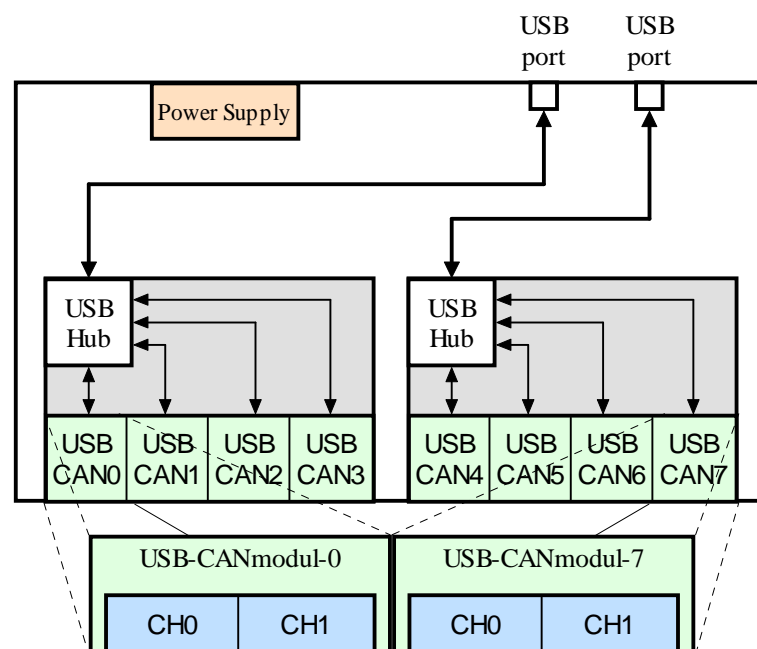 USB port
USB port
Power Supply
USB Hub
USB Hub
USB CAN0
USB CAN1
USB CAN2
USB CAN3
USB CAN4
USB CAN5
USB CAN6
USB CAN7
USB-CANmodul-0
USB-CANmodul-7
CH0
CH1
CH0
CH1